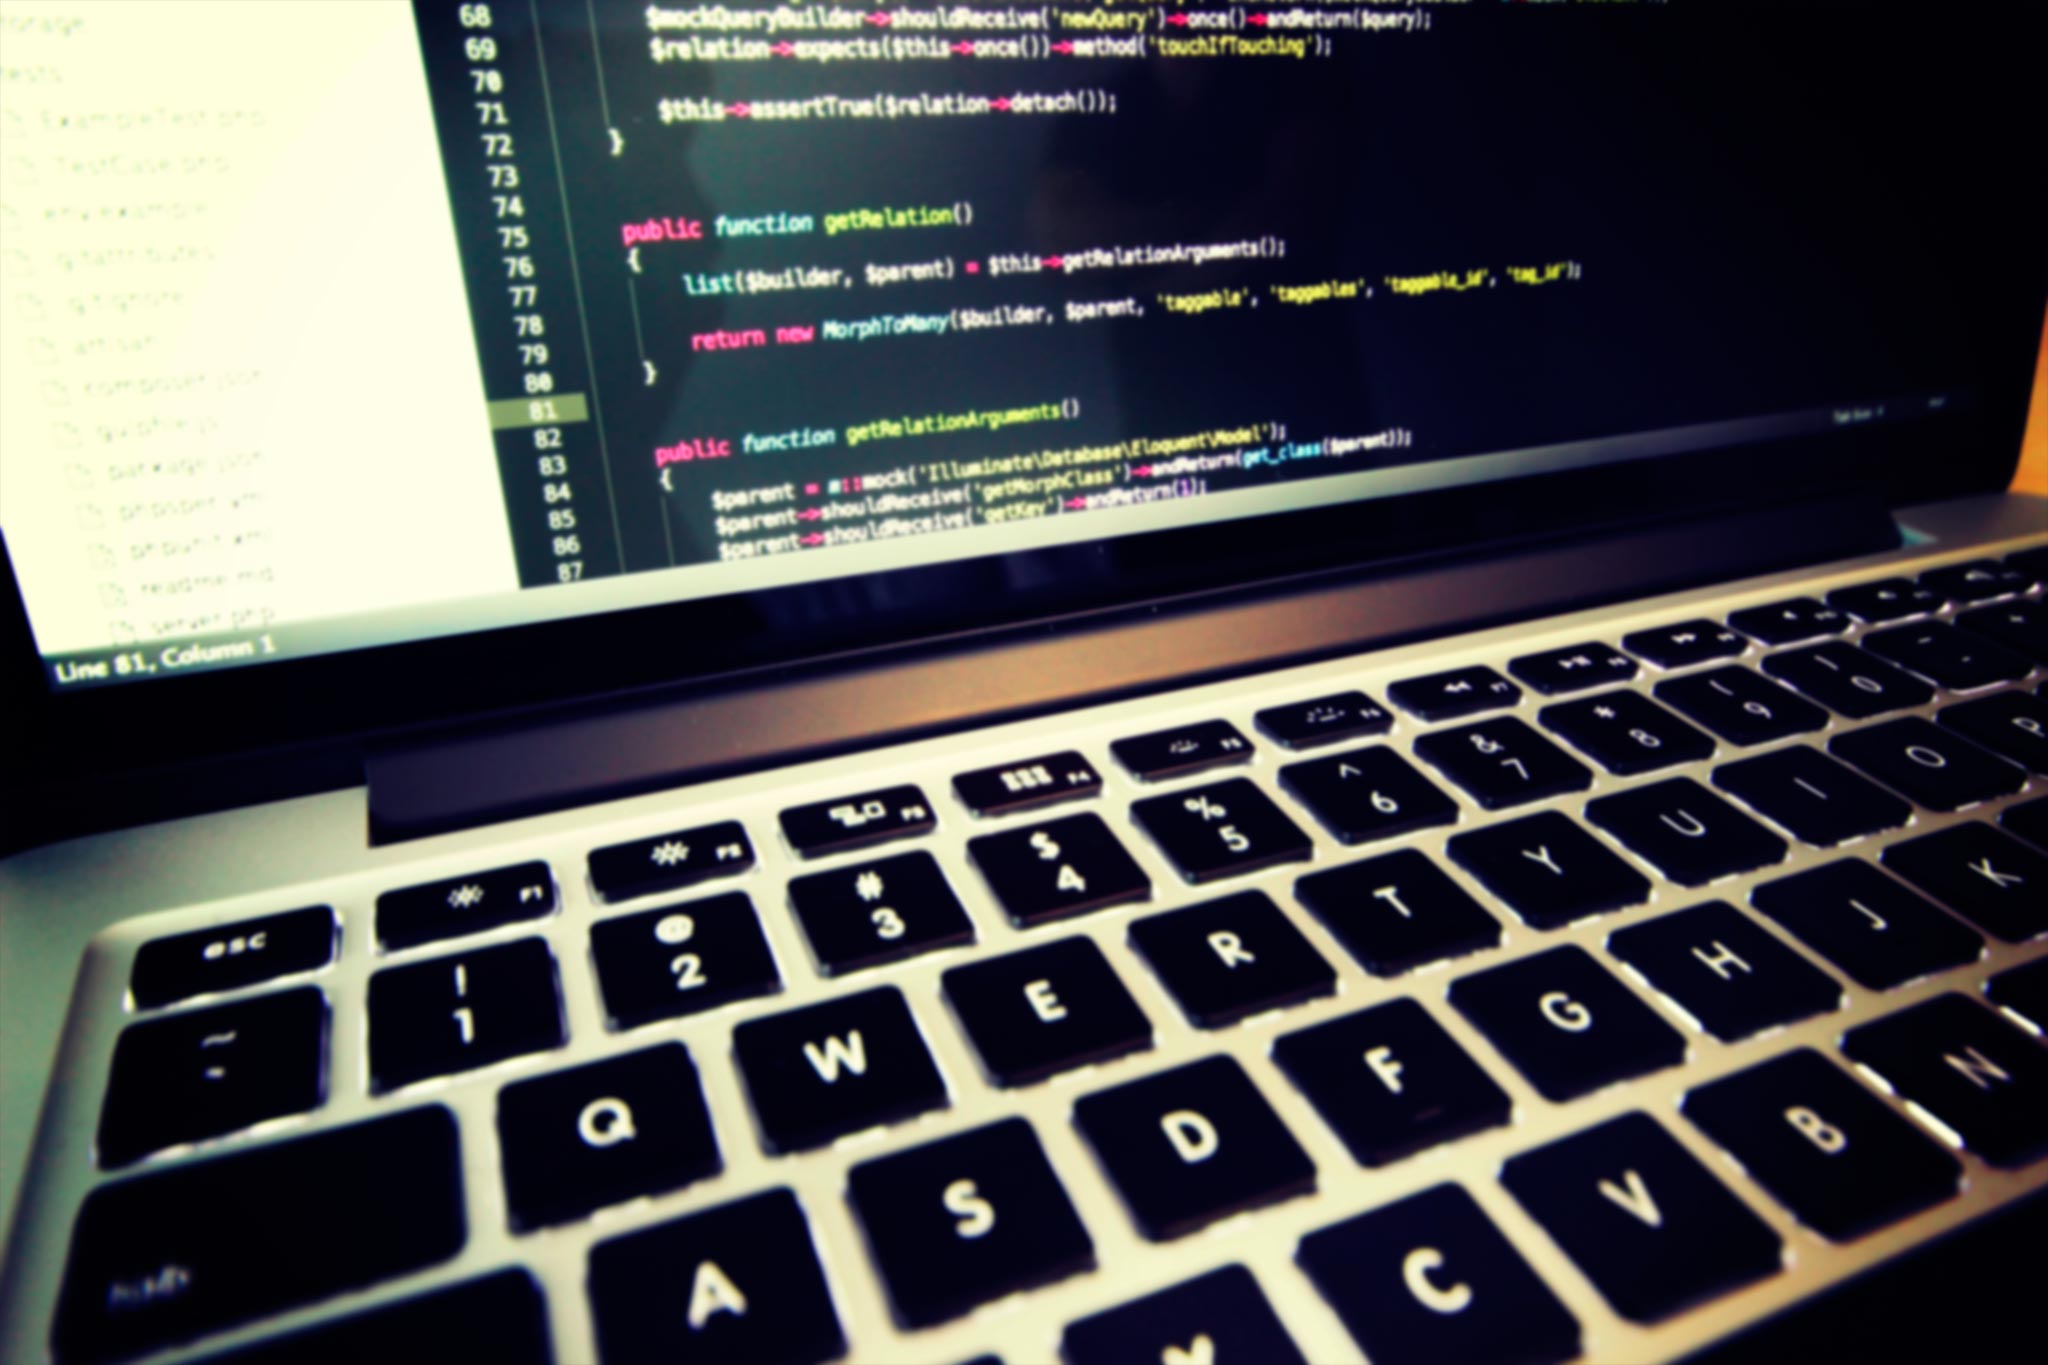 storage
tests
ExampleTest.php
TestCase.php
.env.example
.gitattributes
.gitignore
artisan
composer.json
gulpfile.js
package.json
phpspec.yml
phpunit.xml
readme.md
server.php
Line 81, Column 1
68 $mockQueryBuilder->shouldReceive('newQuery')->once()->andReturn($query);
69 $relation->expects($this->once())->method('touchIfTouching');
70
71 $this->assertTrue($relation->detach());
72 }
73
74
75 public function getRelation()
76 {
77 list($builder, $parent) = $this->getRelationArguments();
78
79 return new MorphToMany($builder, $parent, 'taggable', 'taggables', 'taggable_id', 'tag_id');
80 }
81
82
83 public function getRelationArguments()
84 {
85 $parent = m::mock('Illuminate\Database\Eloquent\Model');
86 $parent->shouldReceive('getMorphClass')->andReturn(get_class($parent));
87 $parent->shouldReceive('getKey')->andReturn(1);
esc F1 F2 F3 F4 F5 F6 F7
~ ! @ # $ % ^ & * ( )
1 2 3 4 5 6 7 8 9 0
Q W E R T Y U I O P
A S D F G H J K
C V B N